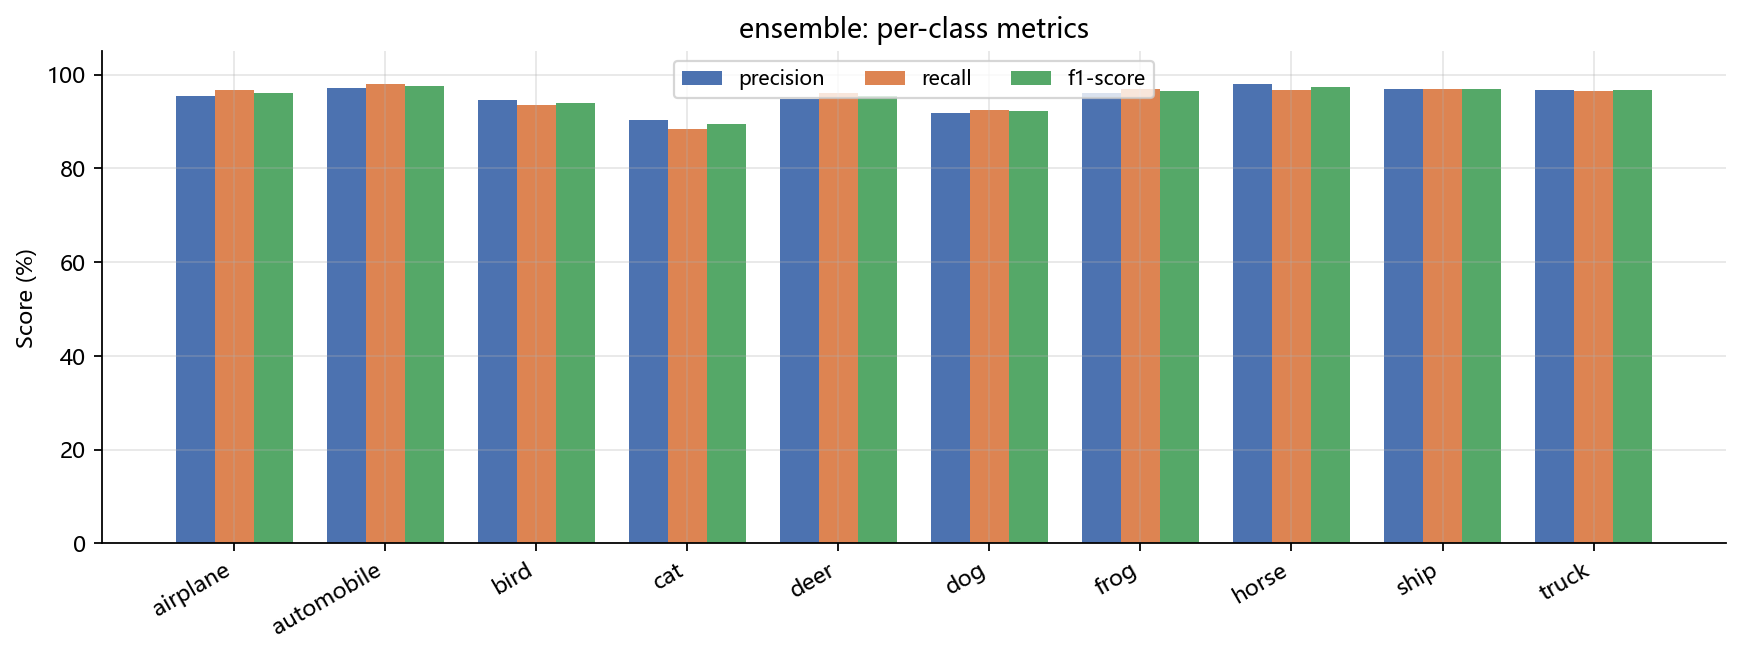 ensemble: per-class metrics
precision recall f1-score
Score (%)
100
80
60
40
20
0
airplane automobile bird cat deer dog frog horse ship truck